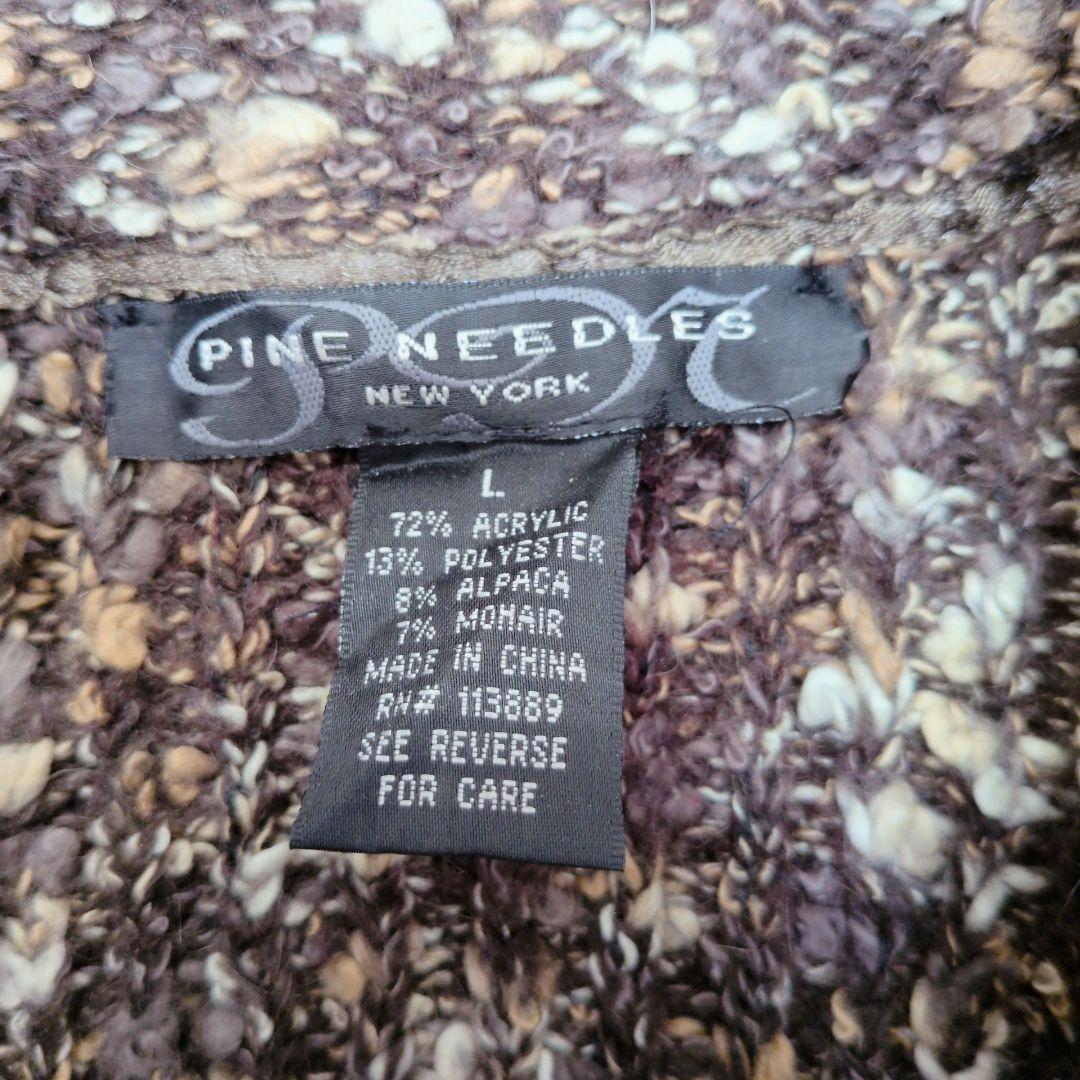 PINE NEEDLES
NEW YORK
L
72% ACRYLIC
13% POLYESTER
8% ALPACA
7% MOHAIR
MADE IN CHINA
RN# 113889
SEE REVERSE
FOR CARE